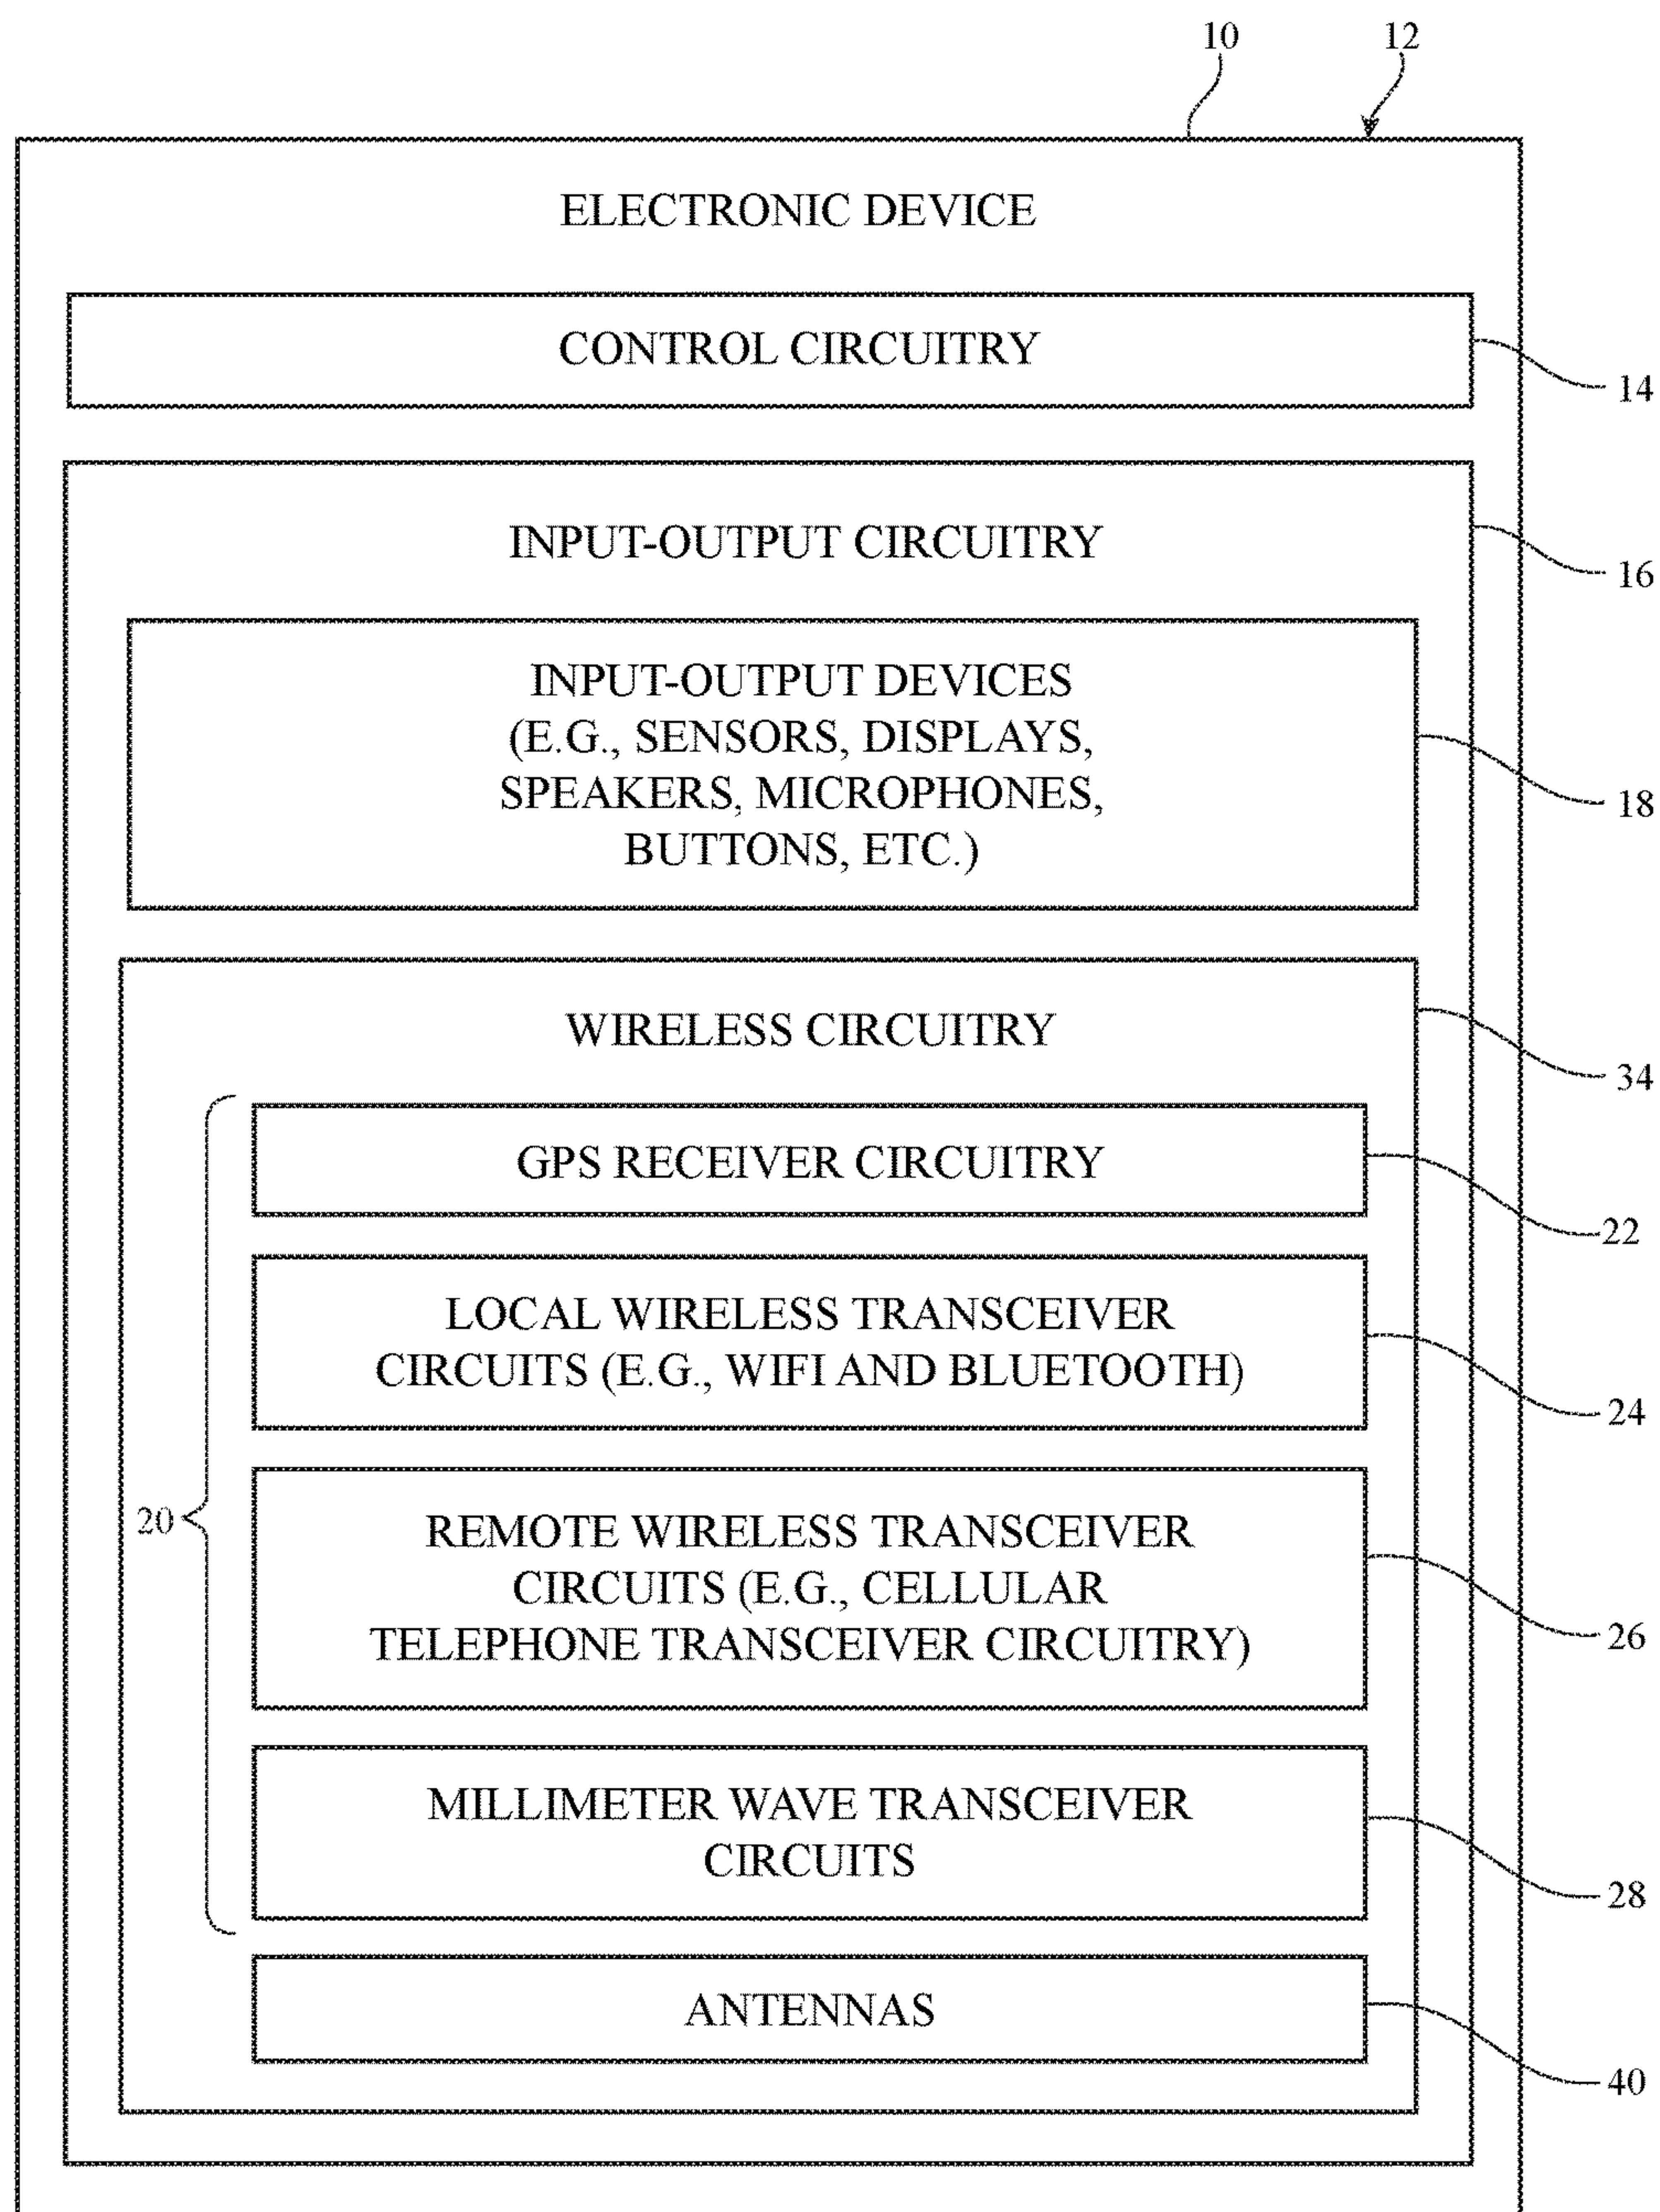 10
12
ELECTRONIC DEVICE
CONTROL CIRCUITRY
14
INPUT-OUTPUT CIRCUITRY
16
INPUT-OUTPUT DEVICES
(E.G., SENSORS, DISPLAYS,
SPEAKERS, MICROPHONES,
BUTTONS, ETC.)
18
WIRELESS CIRCUITRY
34
GPS RECEIVER CIRCUITRY
22
LOCAL WIRELESS TRANSCEIVER
CIRCUITS (E.G., WIFI AND BLUETOOTH)
24
20
REMOTE WIRELESS TRANSCEIVER
CIRCUITS (E.G., CELLULAR
TELEPHONE TRANSCEIVER CIRCUITRY)
26
MILLIMETER WAVE TRANSCEIVER
CIRCUITS
28
ANTENNAS
40